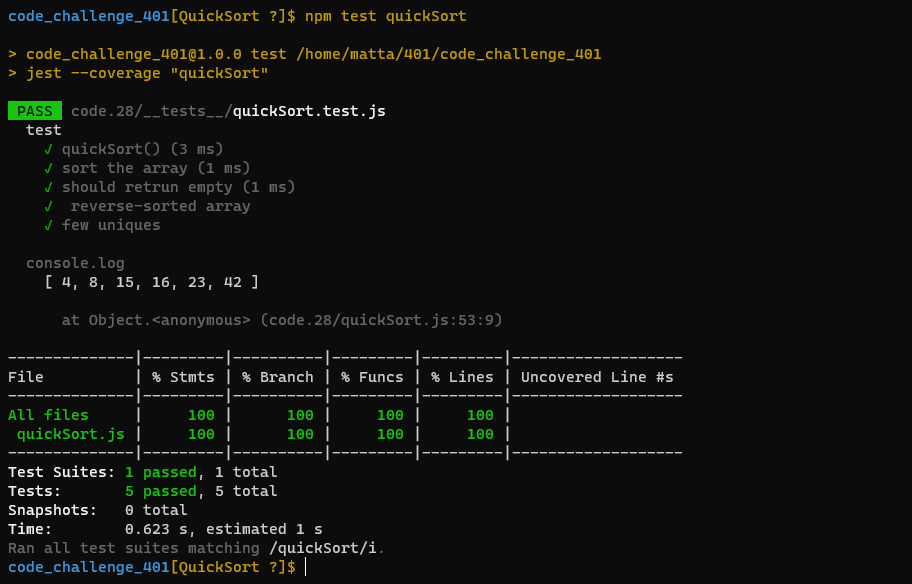 code_challenge_401[QuickSort ?]$ npm test quickSort
> code_challenge_401@1.0.0 test /home/matta/401/code_challenge_401
> jest --coverage "quickSort"
PASS code.28/__tests__/quickSort.test.js
test
√ quickSort() (3 ms)
√ sort the array (1 ms)
√ should retrun empty (1 ms)
√  reverse-sorted array
√ few uniques
console.log
[ 4, 8, 15, 16, 23, 42 ]
at Object.<anonymous> (code.28/quickSort.js:53:9)
--------------|---------|----------|---------|---------|-------------------
File          | % Stmts | % Branch | % Funcs | % Lines | Uncovered Line #s
--------------|---------|----------|---------|---------|-------------------
All files     |     100 |      100 |     100 |     100 |
 quickSort.js |     100 |      100 |     100 |     100 |
--------------|---------|----------|---------|---------|-------------------
Test Suites: 1 passed, 1 total
Tests:       5 passed, 5 total
Snapshots:   0 total
Time:        0.623 s, estimated 1 s
Ran all test suites matching /quickSort/i.
code_challenge_401[QuickSort ?]$